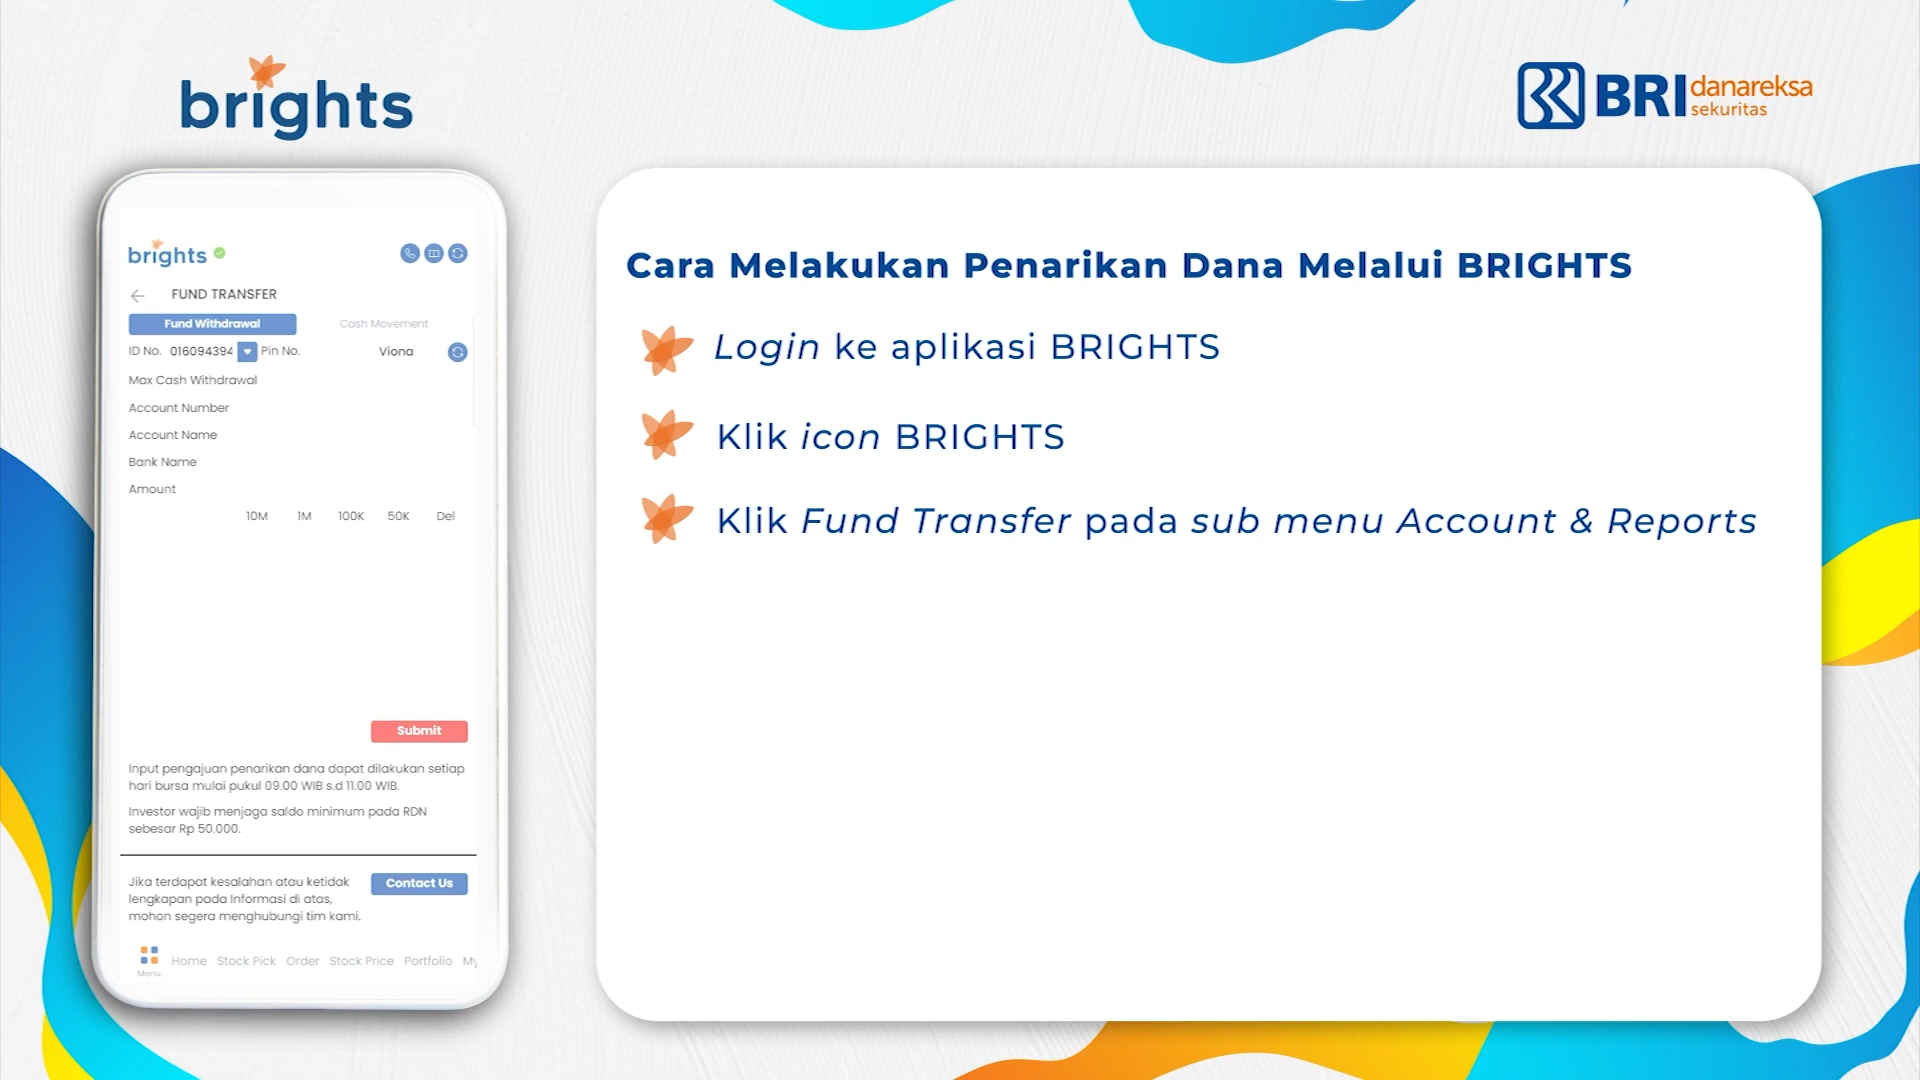 brights
BRI danareksa sekuritas
brights
FUND TRANSFER
Fund Withdrawal Cash Movement
ID No. 016094394 Pin No. Viona
Max Cash Withdrawal
Account Number
Account Name
Bank Name
Amount
10M 1M 100K 50K Del
Submit
Input pengajuan penarikan dana dapat dilakukan setiap
hari bursa mulai pukul 09.00 WIB s.d 11.00 WIB.
Investor wajib menjaga saldo minimum pada RDN
sebesar Rp 50.000.
Jika terdapat kesalahan atau ketidak
lengkapan pada Informasi di atas,
mohon segera menghubungi tim kami.
Contact Us
Menu Home Stock Pick Order Stock Price Portfolio My
Cara Melakukan Penarikan Dana Melalui BRIGHTS
Login ke aplikasi BRIGHTS
Klik icon BRIGHTS
Klik Fund Transfer pada sub menu Account & Reports